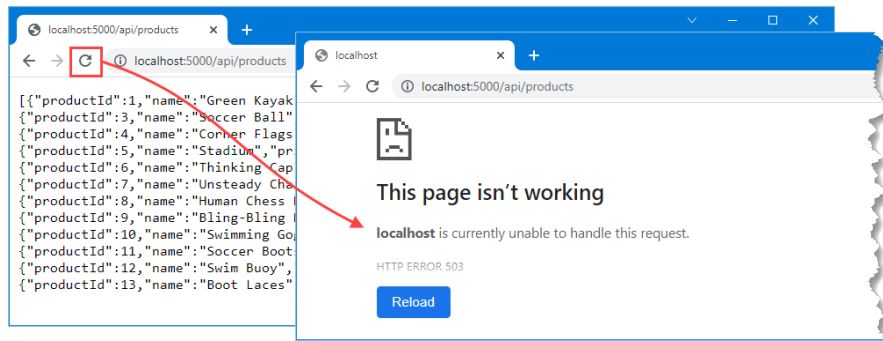 localhost:5000/api/products
localhost:5000/api/products
[{"productId":1,"name":"Green Kayak
{"productId":3,"name":"Soccer Ball"
{"productId":4,"name":"Corner Flags"
{"productId":5,"name":"Stadium","pri
{"productId":6,"name":"Thinking Cap
{"productId":7,"name":"Unsteady Cha
{"productId":8,"name":"Human Chess
{"productId":9,"name":"Bling-Bling
{"productId":10,"name":"Swimming Go
{"productId":11,"name":"Soccer Boot
{"productId":12,"name":"Swim Buoy",
{"productId":13,"name":"Boot Laces"
localhost
localhost:5000/api/products
This page isn’t working
localhost is currently unable to handle this request.
HTTP ERROR 503
Reload